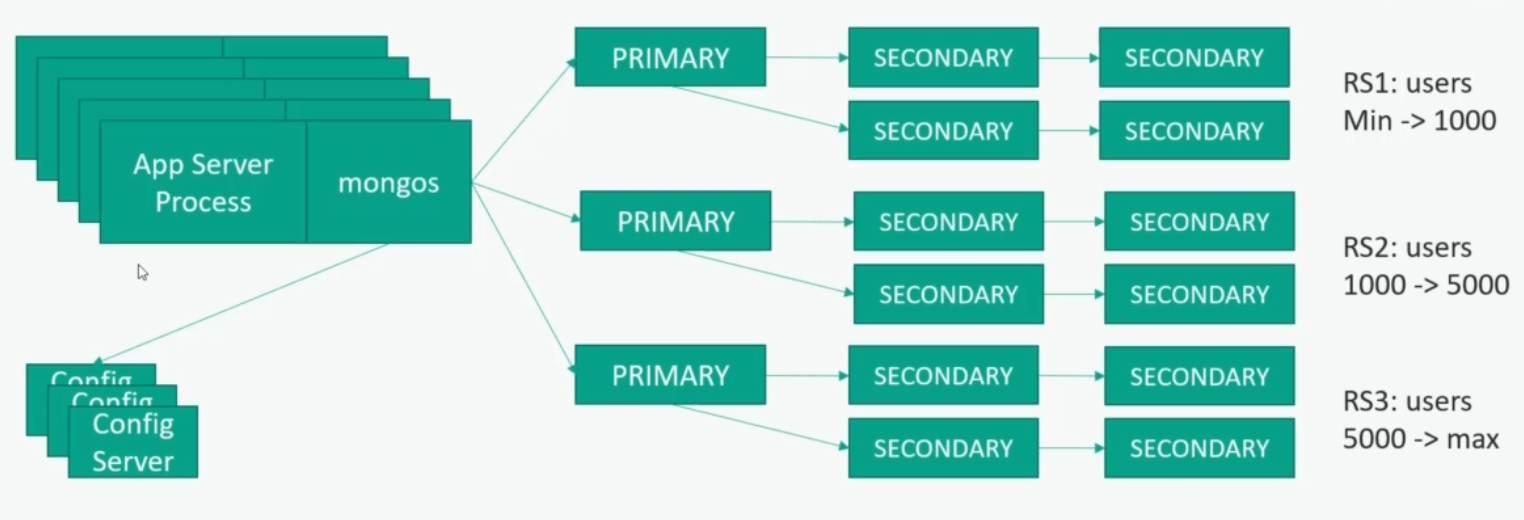 App Server
Process
mongos
Config
Config
Config
Server
PRIMARY
SECONDARY
SECONDARY
SECONDARY
SECONDARY
RS1: users
Min -> 1000
PRIMARY
SECONDARY
SECONDARY
SECONDARY
SECONDARY
RS2: users
1000 -> 5000
PRIMARY
SECONDARY
SECONDARY
SECONDARY
SECONDARY
RS3: users
5000 -> max